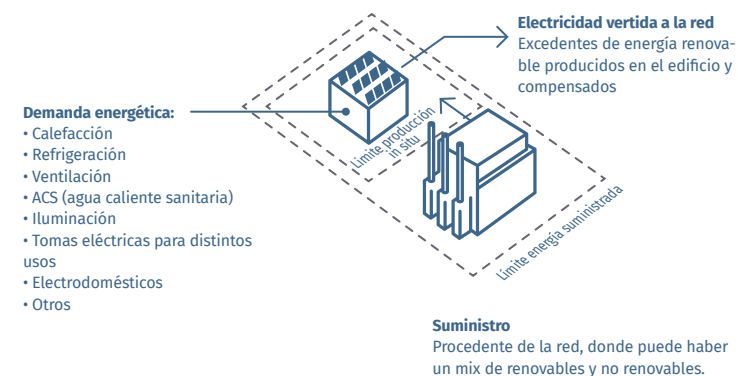 Electricidad vertida a la red
Excedentes de energía renova-
ble producidos en el edificio y
compensados
Demanda energética:
• Calefacción
• Refrigeración
• Ventilación
• ACS (agua caliente sanitaria)
• Iluminación
• Tomas eléctricas para distintos
usos
• Electrodomésticos
• Otros
Límite producción
in situ
Límite energía suministrada
Suministro
Procedente de la red, donde puede haber
un mix de renovables y no renovables.